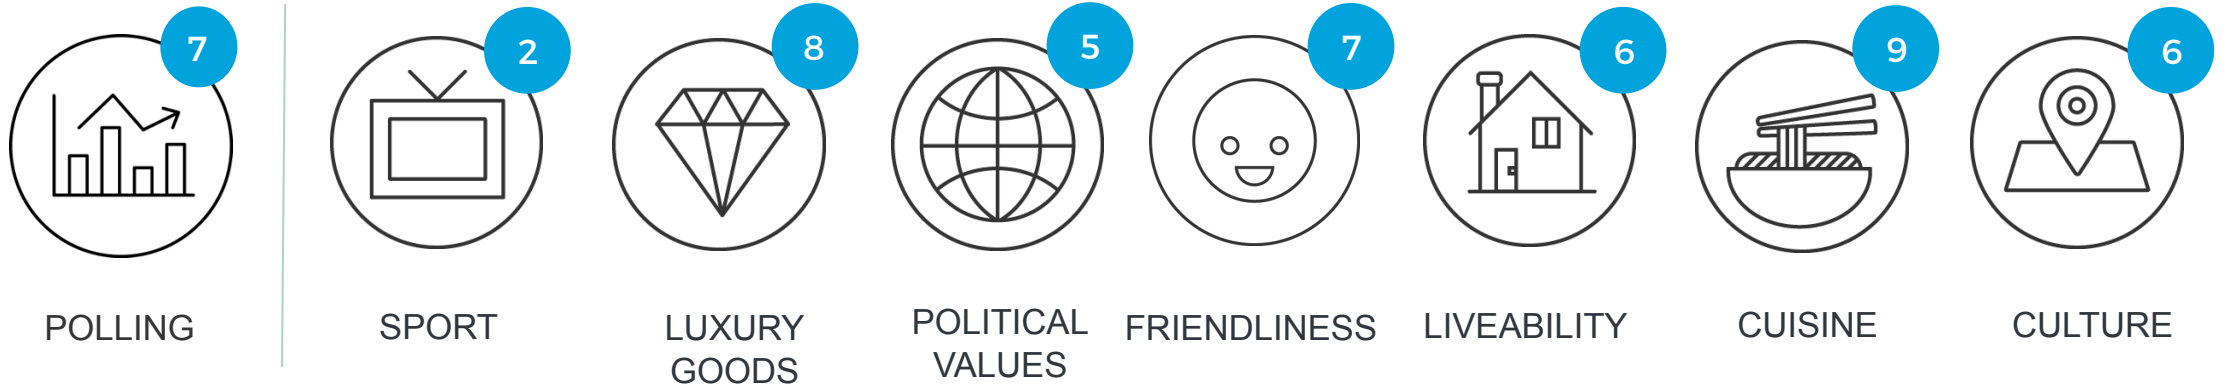 7
POLLING
2
SPORT
8
LUXURY
GOODS
5
POLITICAL
VALUES
7
FRIENDLINESS
6
LIVEABILITY
9
CUISINE
6
CULTURE